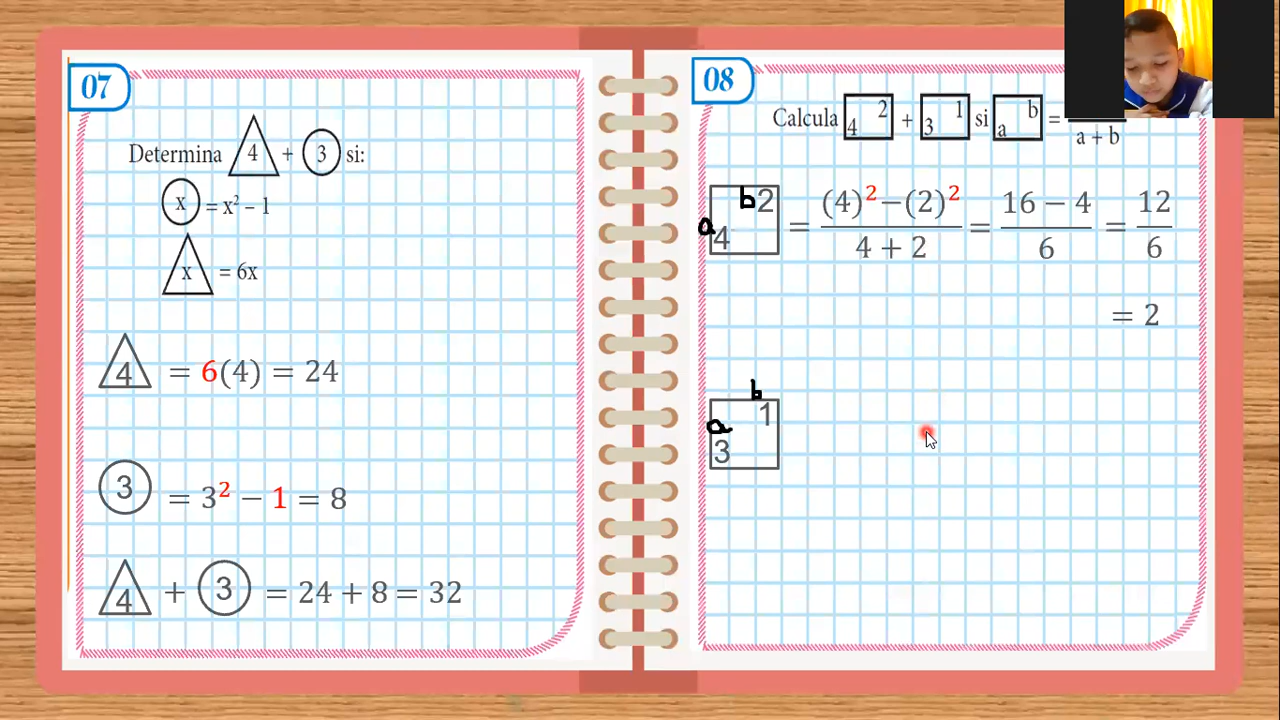 07
Determina 4 + 3 si:
x = x² – 1
x = 6x
4 = 6(4) = 24
3 = 3² − 1 = 8
4 + 3 = 24 + 8 = 32
08
Calcula 4 2 + 3 1 si a b =
a + b
a 4 b 2 = (4)²−(2)² / 4 + 2 = 16 − 4 / 6 = 12 / 6
= 2
b
a 1
3